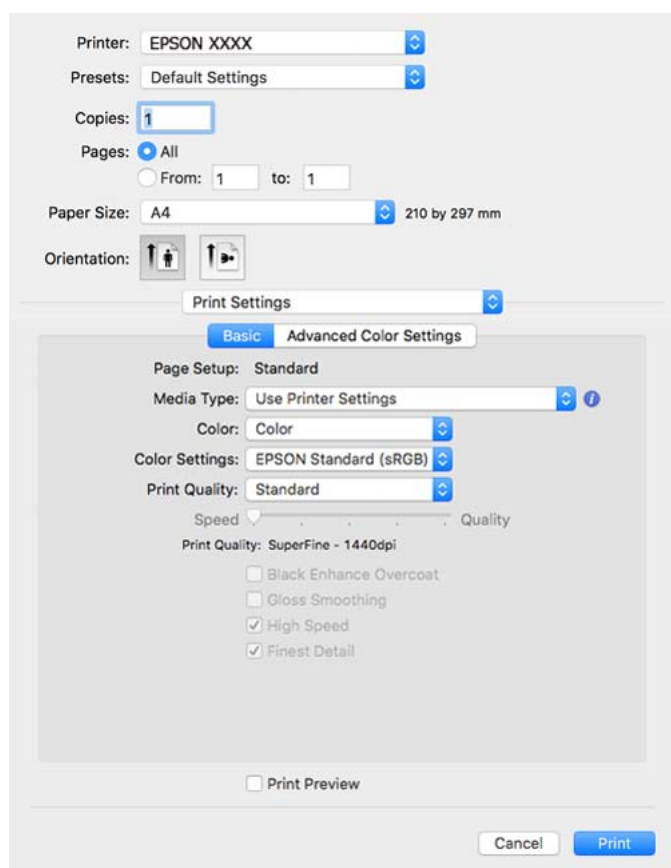 Printer: EPSON XXXX
Presets: Default Settings
Copies: 1
Pages: All
From: 1 to: 1
Paper Size: A4 210 by 297 mm
Orientation:
Print Settings
Basic Advanced Color Settings
Page Setup: Standard
Media Type: Use Printer Settings
Color: Color
Color Settings: EPSON Standard (sRGB)
Print Quality: Standard
Speed Quality
Print Quality: SuperFine - 1440dpi
Black Enhance Overcoat
Gloss Smoothing
High Speed
Finest Detail
Print Preview
Cancel Print